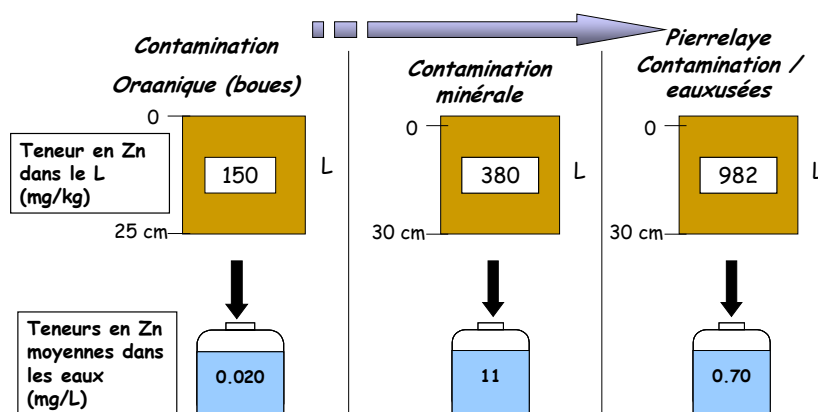 Contamination
Oraanique (boues)
Contamination
minérale
Pierrelaye
Contamination /
eauxusées
Teneur en Zn
dans le L
(mg/kg)
0
150
L
25 cm
0
380
L
30 cm
0
982
L
30 cm
Teneurs en Zn
moyennes dans
les eaux
(mg/L)
0.020
11
0.70